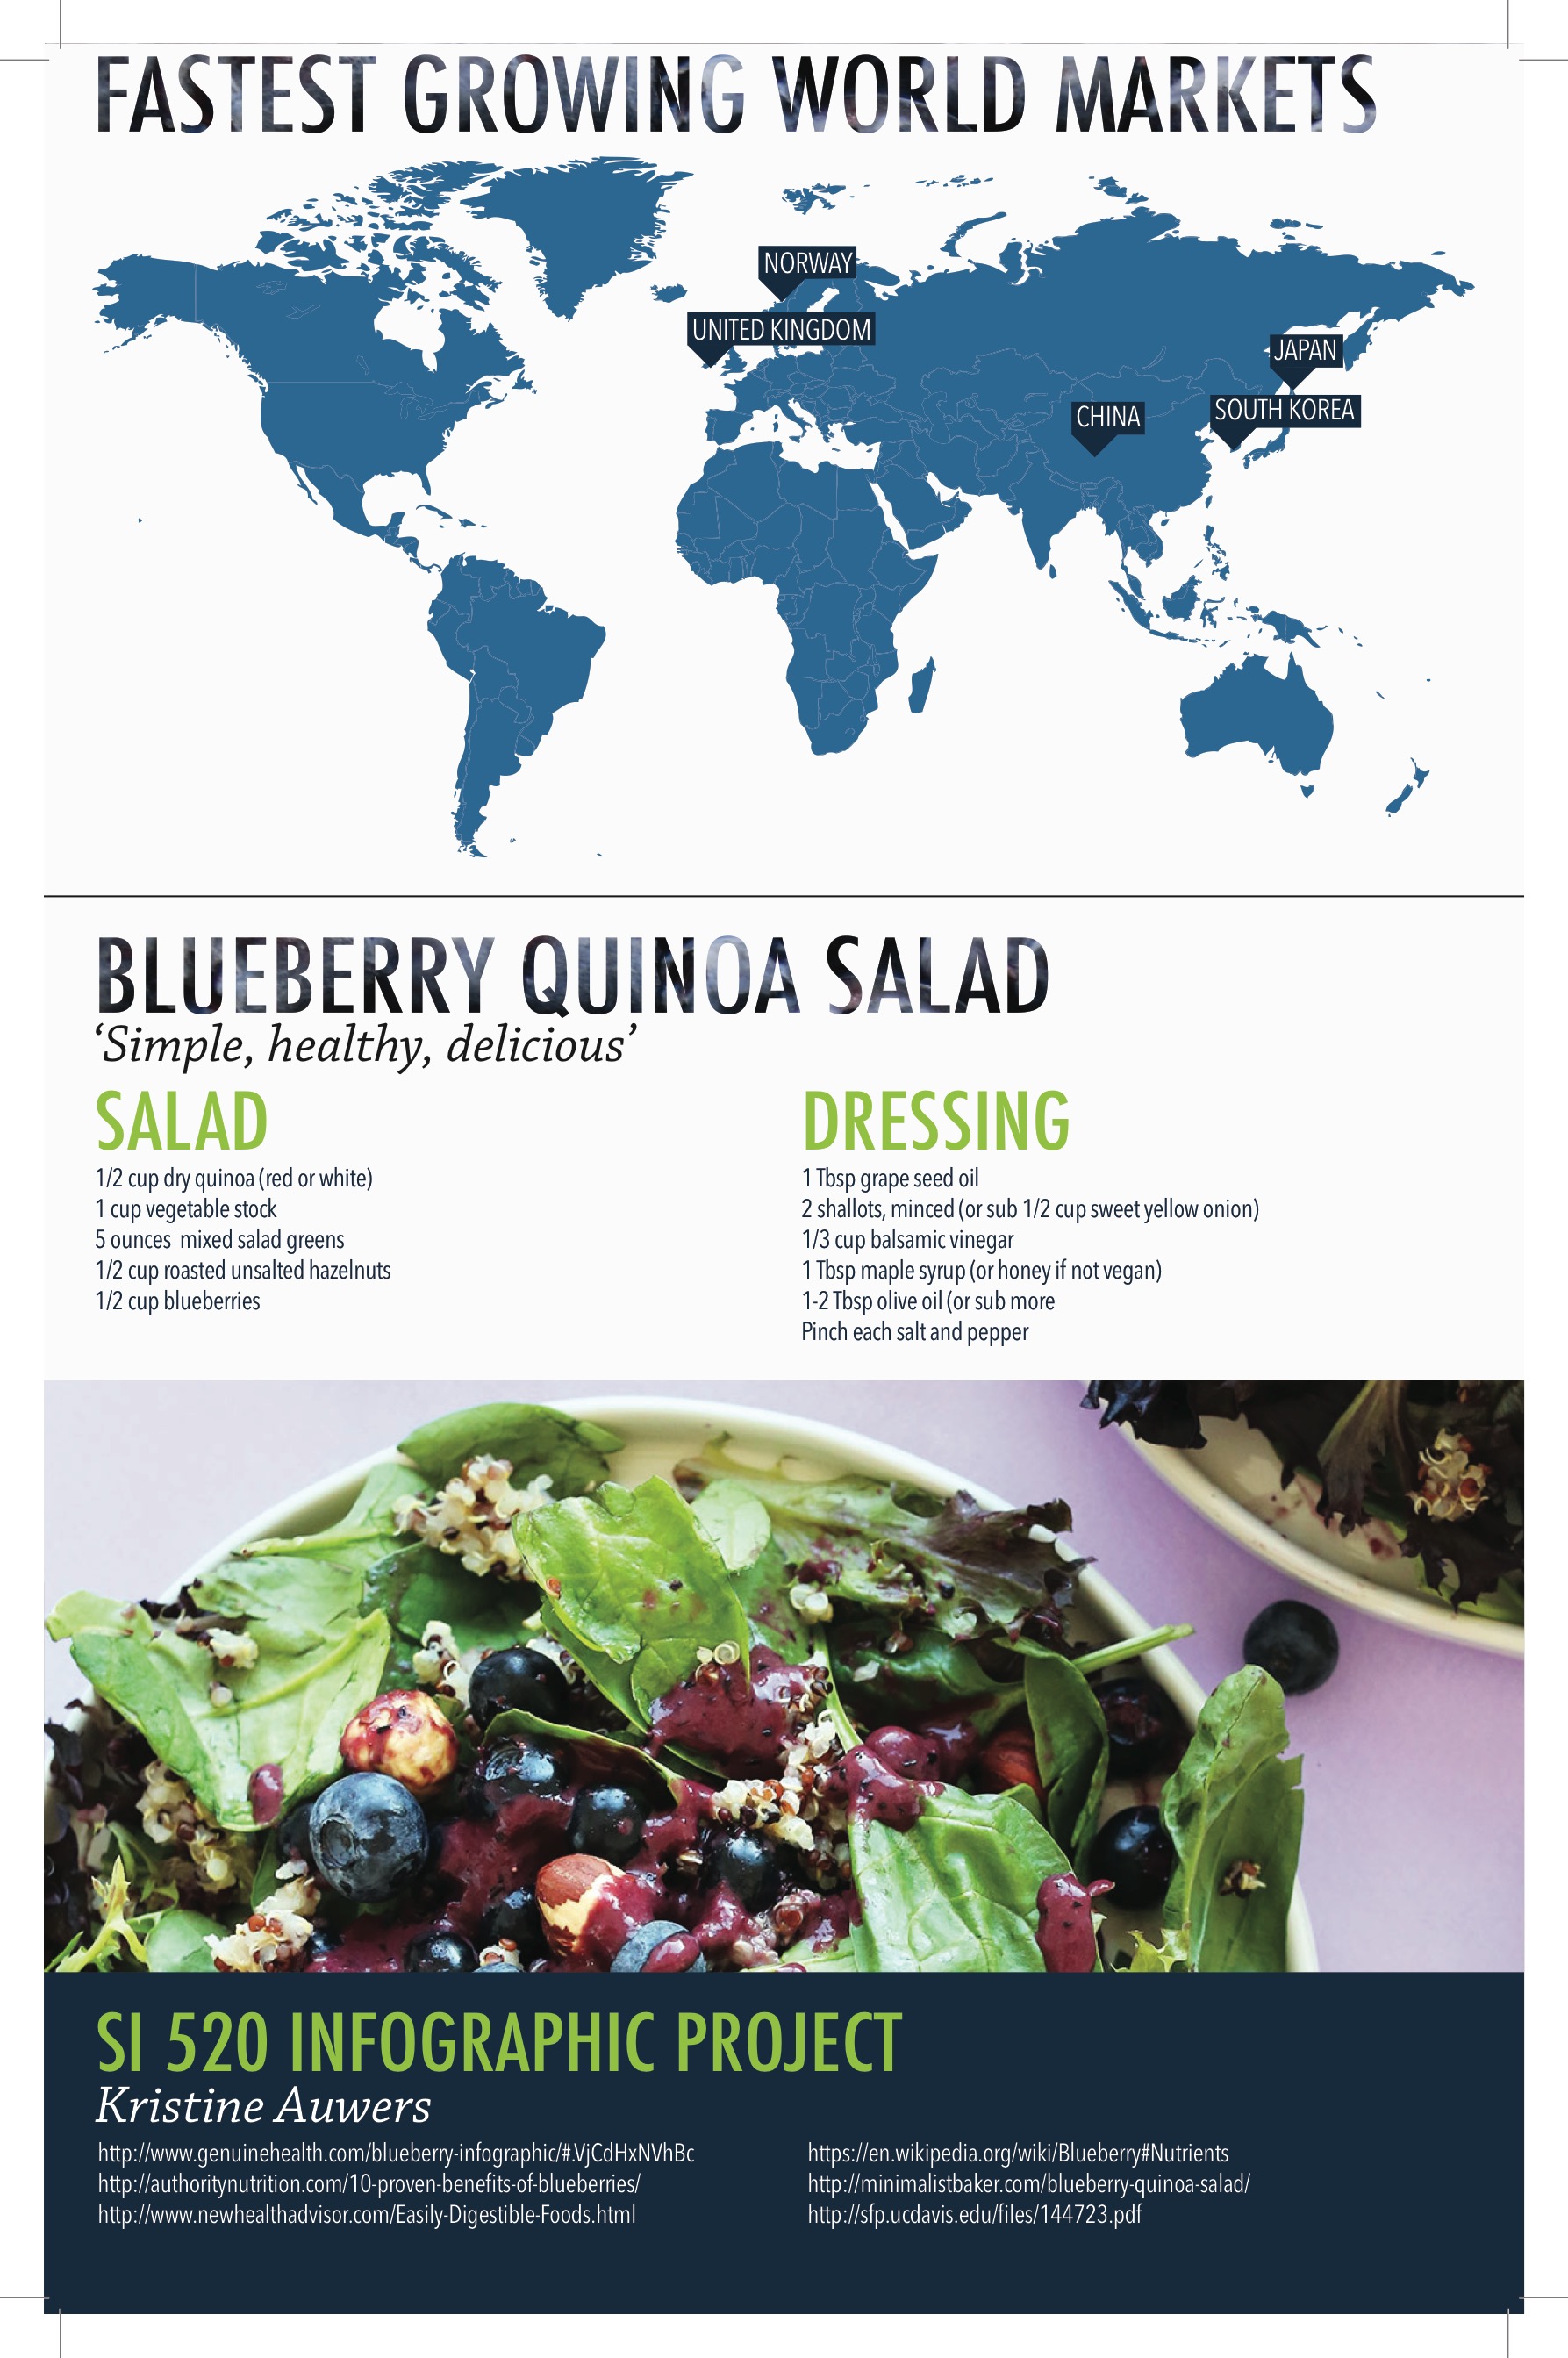 FASTEST GROWING WORLD MARKETS
NORWAY
UNITED KINGDOM
JAPAN
CHINA
SOUTH KOREA
BLUEBERRY QUINOA SALAD
‘Simple, healthy, delicious’
SALAD
1/2 cup dry quinoa (red or white)
1 cup vegetable stock
5 ounces  mixed salad greens
1/2 cup roasted unsalted hazelnuts
1/2 cup blueberries
DRESSING
1 Tbsp grape seed oil
2 shallots, minced (or sub 1/2 cup sweet yellow onion)
1/3 cup balsamic vinegar
1 Tbsp maple syrup (or honey if not vegan)
1-2 Tbsp olive oil (or sub more
Pinch each salt and pepper
SI 520 INFOGRAPHIC PROJECT
Kristine Auwers
http://www.genuinehealth.com/blueberry-infographic/#.VjCdHxNVhBc
http://authoritynutrition.com/10-proven-benefits-of-blueberries/
http://www.newhealthadvisor.com/Easily-Digestible-Foods.html
https://en.wikipedia.org/wiki/Blueberry#Nutrients
http://minimalistbaker.com/blueberry-quinoa-salad/
http://sfp.ucdavis.edu/files/144723.pdf